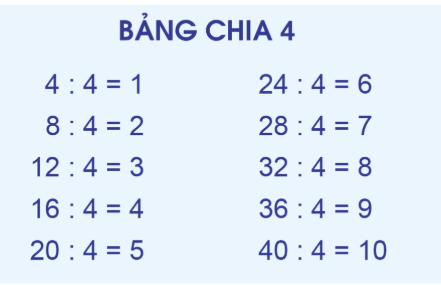 BẢNG CHIA 4
4 : 4 = 1
8 : 4 = 2
12 : 4 = 3
16 : 4 = 4
20 : 4 = 5
24 : 4 = 6
28 : 4 = 7
32 : 4 = 8
36 : 4 = 9
40 : 4 = 10